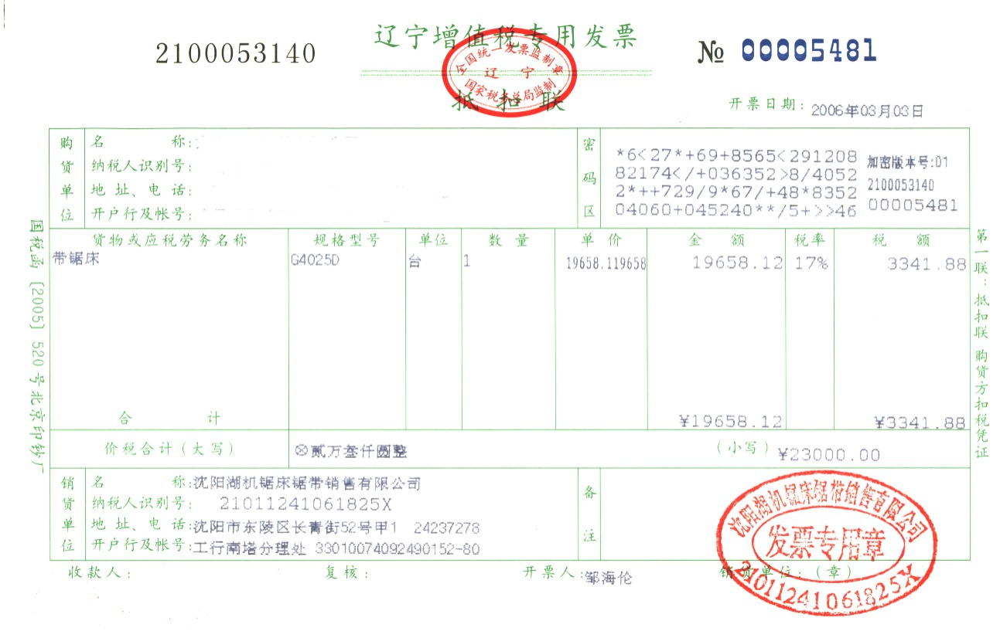 辽宁增值税专用发票
2100053140
№ 00005481
全国统一发票监制章
辽宁
国家税务总局监制
抵扣联
开票日期: 2006年03月03日
购货单位
名 称:
纳税人识别号:
地 址、电 话:
开户行及帐号:
密码区
*6<27*+69+8565<291208
82174</+036352>8/4052
2*++729/9*67/+48*8352
04060+045240**/5+>>46
加密版本号:01
2100053140
00005481
货物或应税劳务名称 规格型号 单位 数 量 单 价 金 额 税率 税 额
带锯床 G4025D 台 1 19658.119658 19658.12 17% 3341.88
合 计 ¥19658.12 ¥3341.88
价税合计(大写) ⊗贰万叁仟圆整 (小写) ¥23000.00
销货单位
名 称:沈阳湖机锯床锯带销售有限公司
纳税人识别号: 21011241061825X
地 址、电 话:沈阳市东陵区长青街52号甲1 24237278
开户行及帐号:工行南塔分理处 33010074092490152-80
备注
收款人: 复核: 开票人:邹海伦 销货单位:(章)
沈阳湖机锯床锯带销售有限公司
发票专用章
21011241061825X
国税函 [2005] 520号北京印钞厂
第一联:抵扣联 购货方扣税凭证